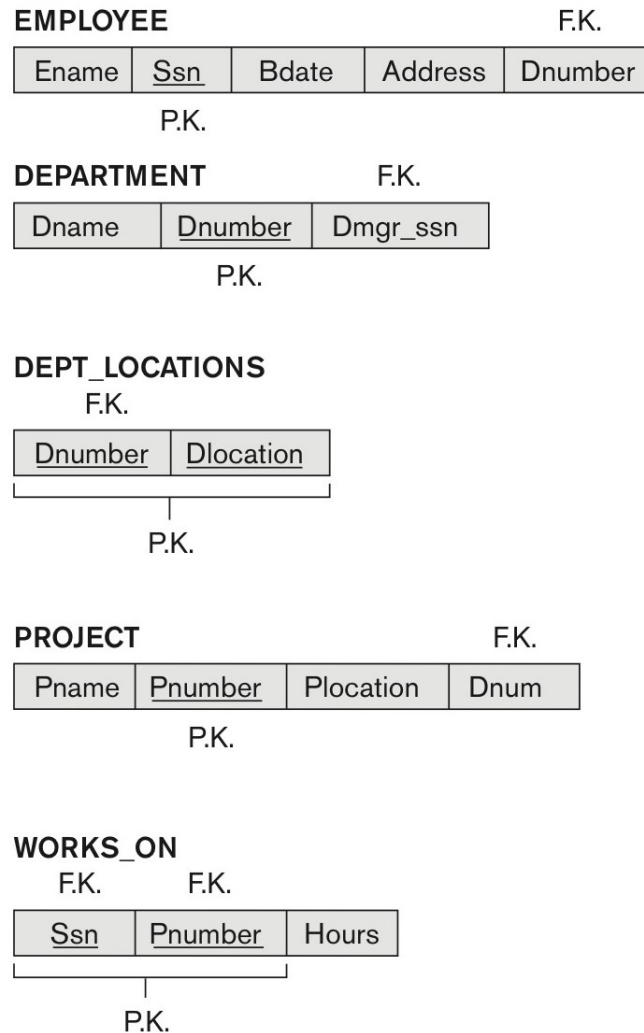 EMPLOYEE F.K.
Ename Ssn Bdate Address Dnumber
P.K.
DEPARTMENT F.K.
Dname Dnumber Dmgr_ssn
P.K.
DEPT_LOCATIONS
F.K.
Dnumber Dlocation
P.K.
PROJECT F.K.
Pname Pnumber Plocation Dnum
P.K.
WORKS_ON
F.K. F.K.
Ssn Pnumber Hours
P.K.